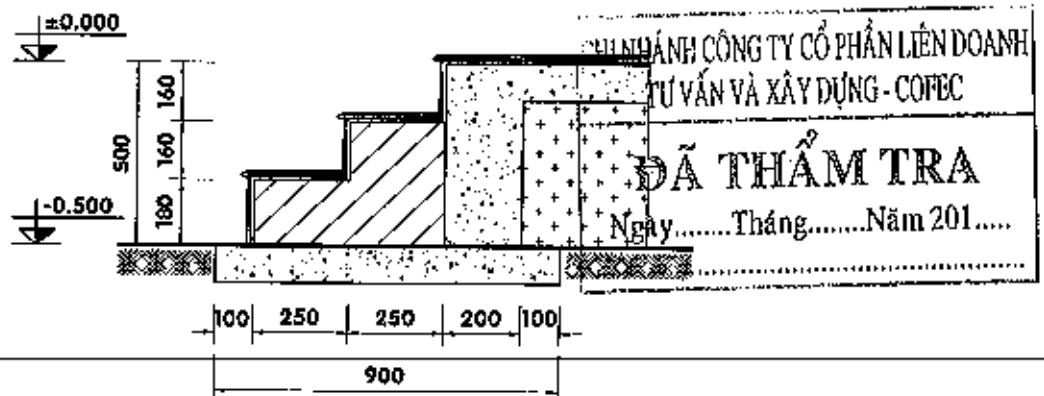 ±0.000
CHI NHÁNH CÔNG TY CỔ PHẦN LIÊN DOANH
TƯ VẤN VÀ XÂY DỰNG - COFEC
160
500
160
ĐÃ THẨM TRA
-0.500
180
Ngày........Tháng........Năm 201.....
100 250 250 200 100
900